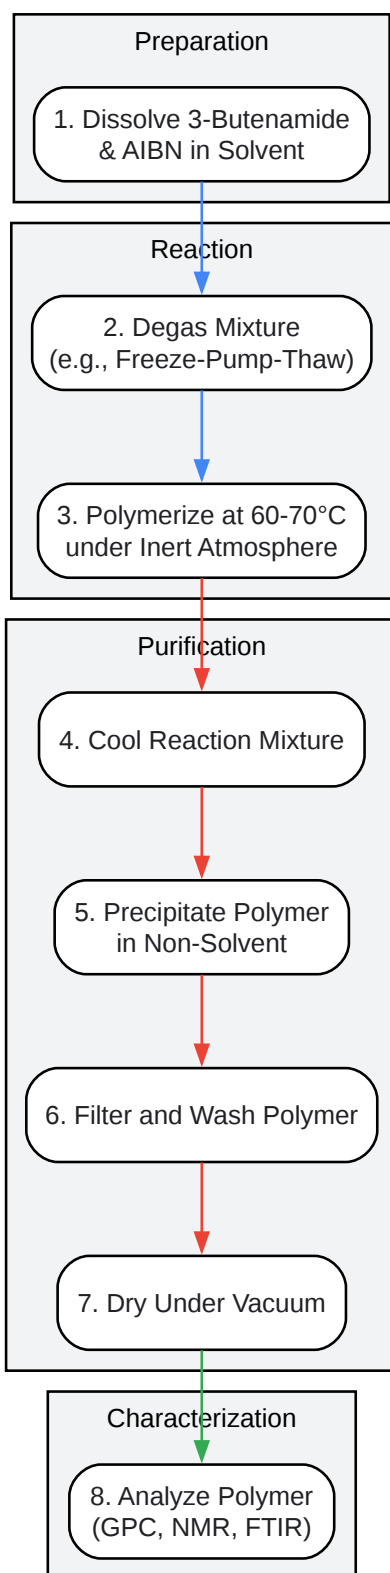 Preparation
1. Dissolve 3-Butenamide
& AIBN in Solvent
Reaction
2. Degas Mixture
(e.g., Freeze-Pump-Thaw)
3. Polymerize at 60-70°C
under Inert Atmosphere
Purification
4. Cool Reaction Mixture
5. Precipitate Polymer
in Non-Solvent
6. Filter and Wash Polymer
7. Dry Under Vacuum
Characterization
8. Analyze Polymer
(GPC, NMR, FTIR)